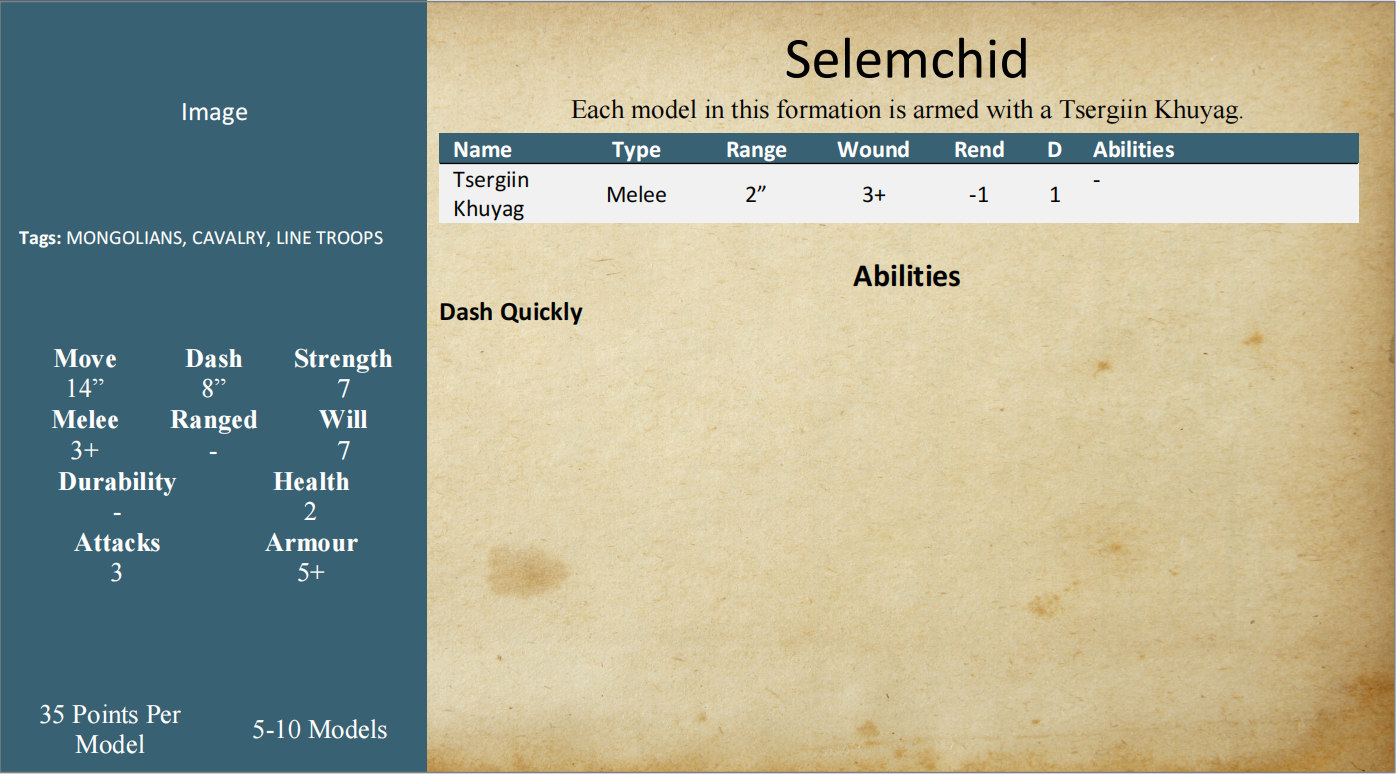 Image
Tags: MONGOLIANS, CAVALRY, LINE TROOPS
Move Dash Strength
14” 8” 7
Melee Ranged Will
3+ - 7
Durability Health
- 2
Attacks Armour
3 5+
35 Points Per
Model
5-10 Models
Selemchid
Each model in this formation is armed with a Tsergiin Khuyag.
Name Type Range Wound Rend D Abilities
Tsergiin
Khuyag
Melee 2” 3+ -1 1 -
Abilities
Dash Quickly